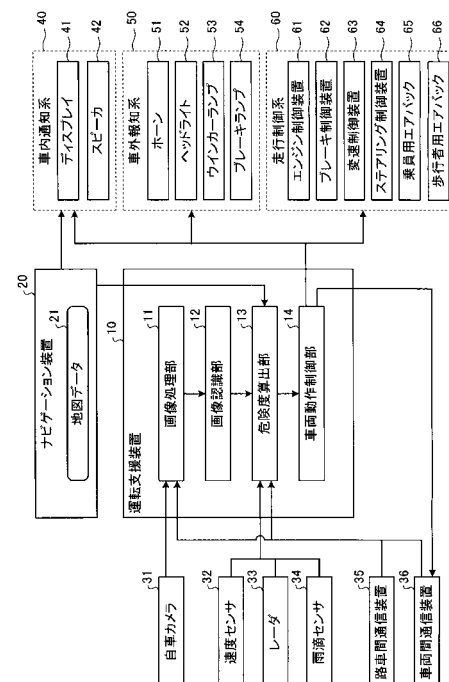 40
車内通知系
41
ディスプレイ
42
スピーカ
50
車外報知系
51
ホーン
52
ヘッドライト
53
ウインカーランプ
54
ブレーキランプ
60
走行制御系
61
エンジン制御装置
62
ブレーキ制御装置
63
変速制御装置
64
ステアリング制御装置
65
乗員用エアバック
66
歩行者用エアバック
20
ナビゲーション装置
21
地図データ
10
運転支援装置
11
画像処理部
12
画像認識部
13
危険度算出部
14
車両動作制御部
31
自車カメラ
32
速度センサ
33
レーダ
34
雨滴センサ
35
路車間通信装置
36
車両間通信装置